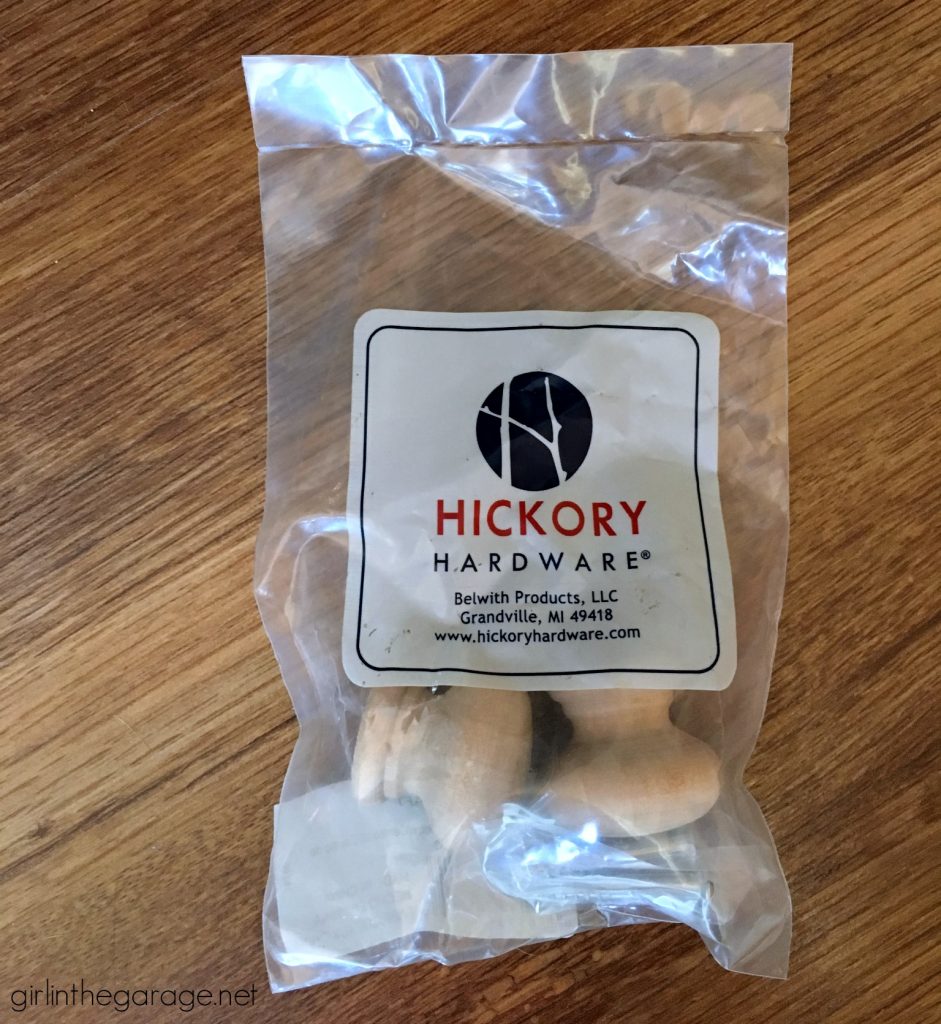 HICKORY
HARDWARE®
Belwith Products, LLC
Grandville, MI 49418
www.hickoryhardware.com
girlinthegarage.net